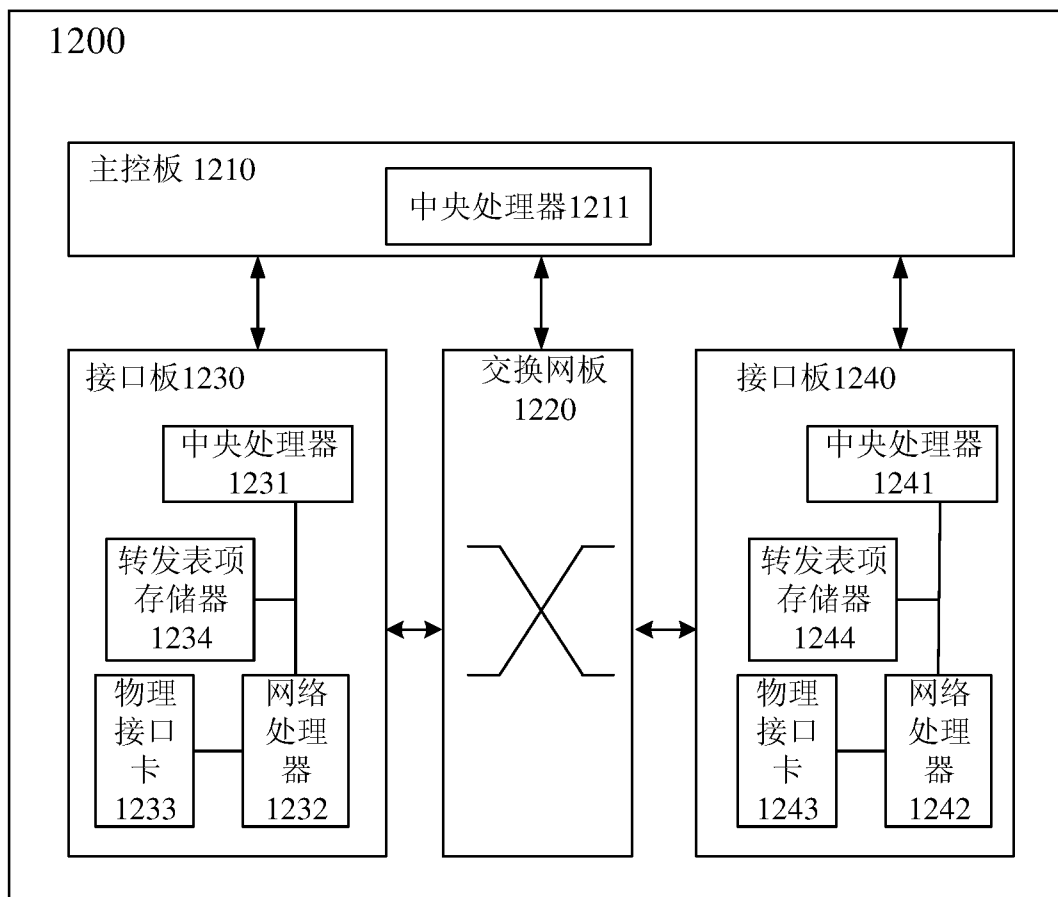 1200
主控板 1210
中央处理器1211
接口板1230
中央处理器
1231
转发表项
存储器
1234
物理
接口
卡
1233
网络
处理
器
1232
交换网板
1220
接口板1240
中央处理器
1241
转发表项
存储器
1244
物理
接口
卡
1243
网络
处理
器
1242